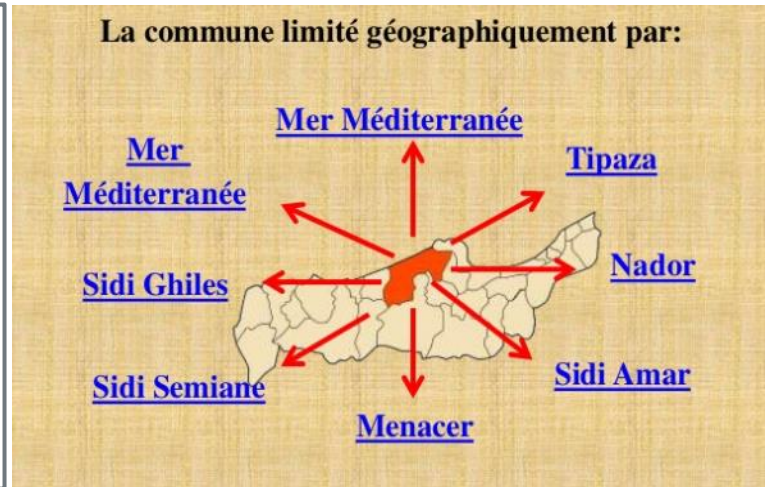 La commune limité géographiquement par:
Mer Méditerranée
Mer
Méditerranée
Tipaza
Sidi Ghiles
Nador
Sidi Semiane
Sidi Amar
Menacer